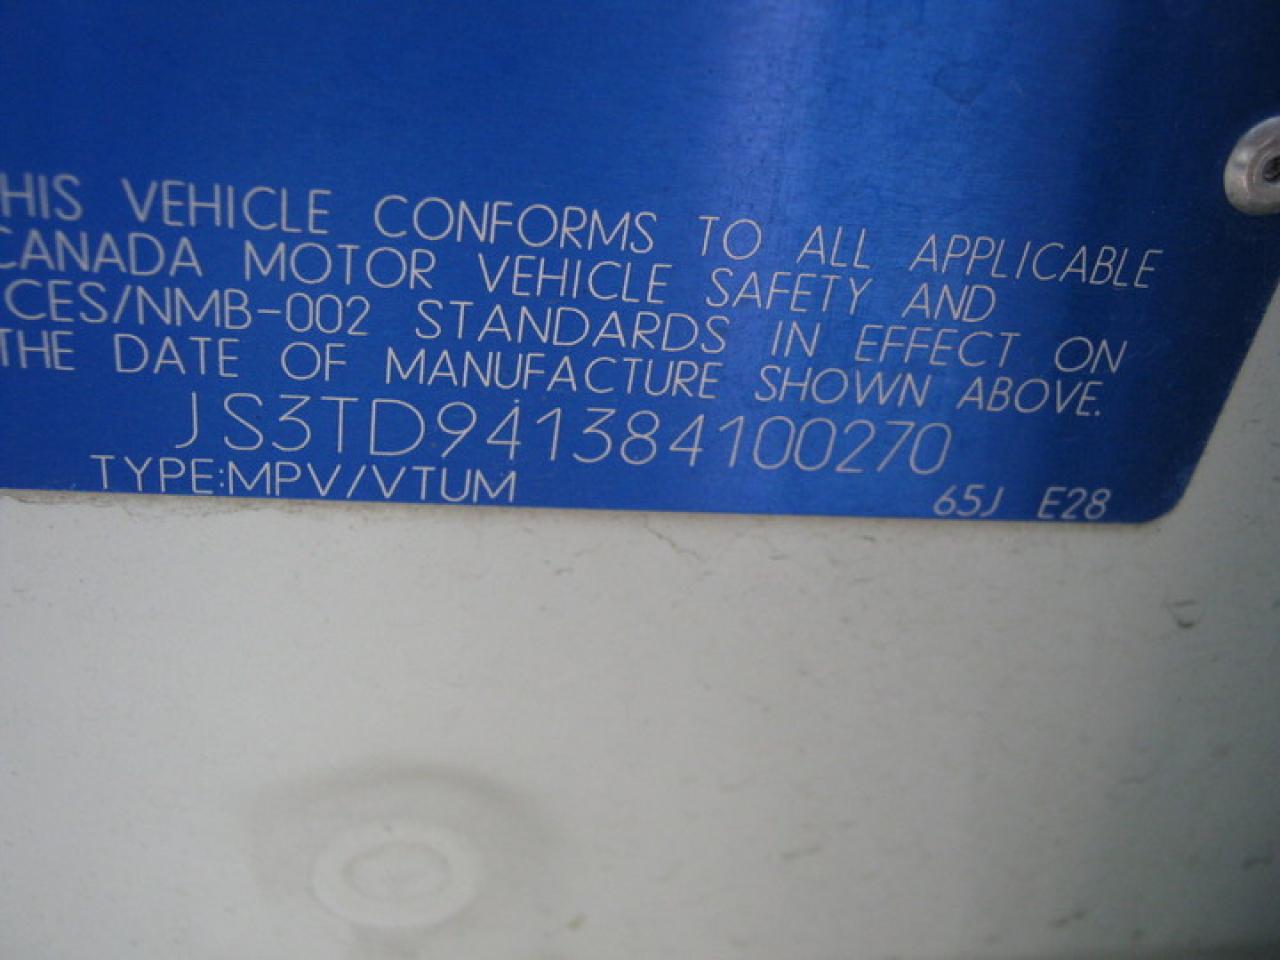 HIS VEHICLE CONFORMS TO ALL APPLICABLE
CANADA MOTOR VEHICLE SAFETY AND
CES/NMB-002 STANDARDS IN EFFECT ON
THE DATE OF MANUFACTURE SHOWN ABOVE.
JS3TD941384100270
TYPE:MPV/VTUM
65J E28